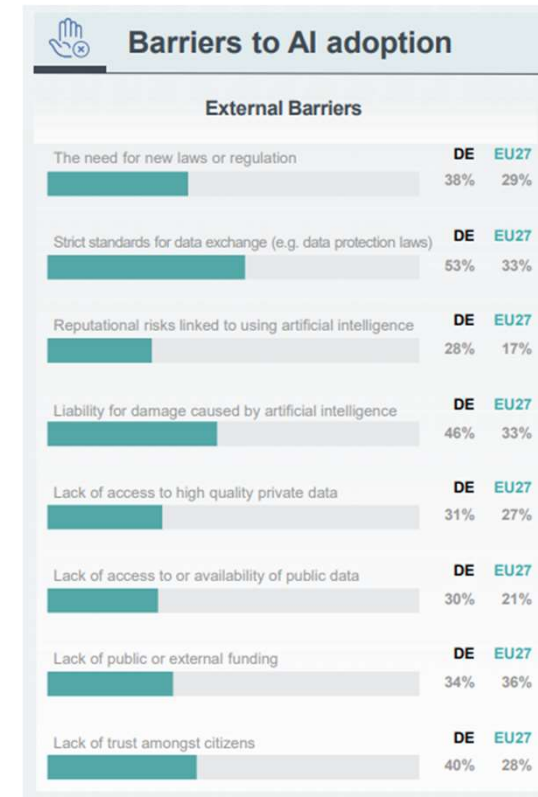 Barriers to AI adoption
External Barriers
The need for new laws or regulation DE EU27
38% 29%
Strict standards for data exchange (e.g. data protection laws) DE EU27
53% 33%
Reputational risks linked to using artificial intelligence DE EU27
28% 17%
Liability for damage caused by artificial intelligence DE EU27
46% 33%
Lack of access to high quality private data DE EU27
31% 27%
Lack of access to or availability of public data DE EU27
30% 21%
Lack of public or external funding DE EU27
34% 36%
Lack of trust amongst citizens DE EU27
40% 28%